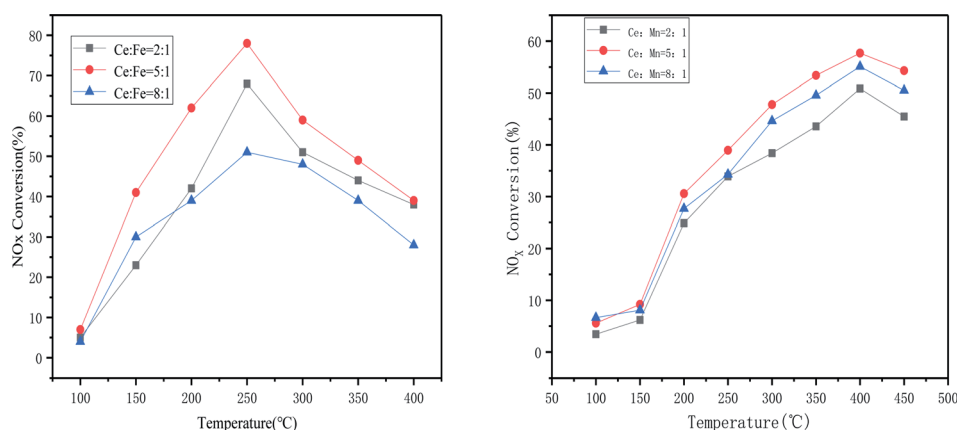 NOx Conversion(%)
80
70
60
50
40
30
20
10
0
Ce:Fe=2:1
Ce:Fe=5:1
Ce:Fe=8:1
100 150 200 250 300 350 400
Temperature(℃)
NOX Conversion(%)
60
50
40
30
20
10
0
Ce: Mn=2: 1
Ce: Mn=5: 1
Ce: Mn=8: 1
50 100 150 200 250 300 350 400 450 500
Temperature(℃)